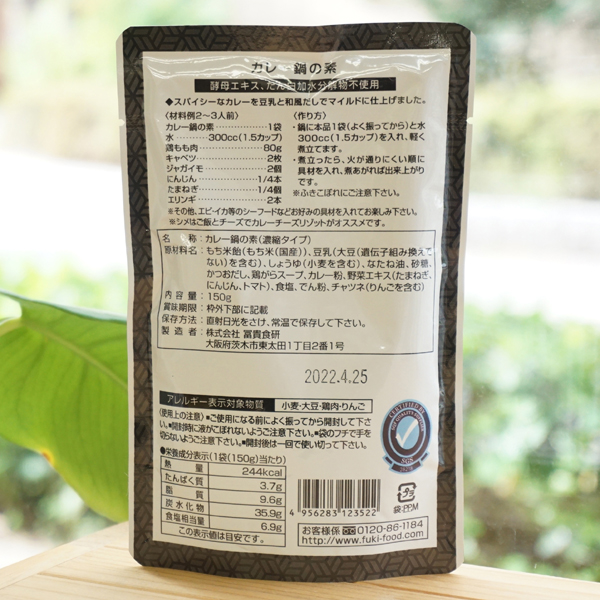 カレー鍋の素
酵母エキス、たん白加水分解物不使用
◆スパイシーなカレーを豆乳と和風だしでマイルドに仕上げました。
〈材料例2〜3人前〉
カレー鍋の素 1袋
水 300cc(1.5カップ)
鶏もも肉 80g
キャベツ 2枚
ジャガイモ 2個
にんじん 1/4本
たまねぎ 1/4個
エリンギ 2本
〈作り方〉
・鍋に本品1袋(よく振ってから)と水
300cc(1.5カップ)を入れ、軽く
煮立てます。
・煮立ったら、火が通りにくい順に
具材を入れ、煮あがれば出来上がり
です。
※ふきこぼれにご注意下さい。
※その他、エビ・イカ等のシーフードなどお好みの具材を入れてお楽しみ下さい。
※シメはご飯とチーズでカレーチーズリゾットがオススメです。
名 称:カレー鍋の素(濃縮タイプ)
原材料名:もち米飴(もち米(国産))、豆乳(大豆(遺伝子組み換えで
ない)を含む)、しょうゆ(小麦を含む)、なたね油、砂糖、
かつおだし、鶏がらスープ、カレー粉、野菜エキス(たまねぎ、
にんじん、トマト)、食塩、でん粉、チャツネ(りんごを含む)
内容量:150g
賞味期限:枠外下部に記載
保存方法:直射日光をさけ、常温で保存して下さい。
製造者:株式会社 冨貴食研
大阪府茨木市東太田1丁目2番1号
2022.4.25
アレルギー表示対象物質 小麦・大豆・鶏肉・りんご
(使用上の注意)■ご使用になる前によく振ってから開封して下
さい。■開封時に液がこぼれないようご注意下さい。■袋のフチで手を
切らないようご注意下さい。■開封後は一回で使い切って下さい。
●栄養成分表示(1袋(150g)当たり)
熱量 244kcal
たんぱく質 3.7g
脂質 9.6g
炭水化物 35.9g
食塩相当量 6.9g
この表示値は目安です。
CERTIFIED
4 956283 123522
プラ
袋:PP,M
お客様係 0120-86-1184
http://www.fuki-food.com